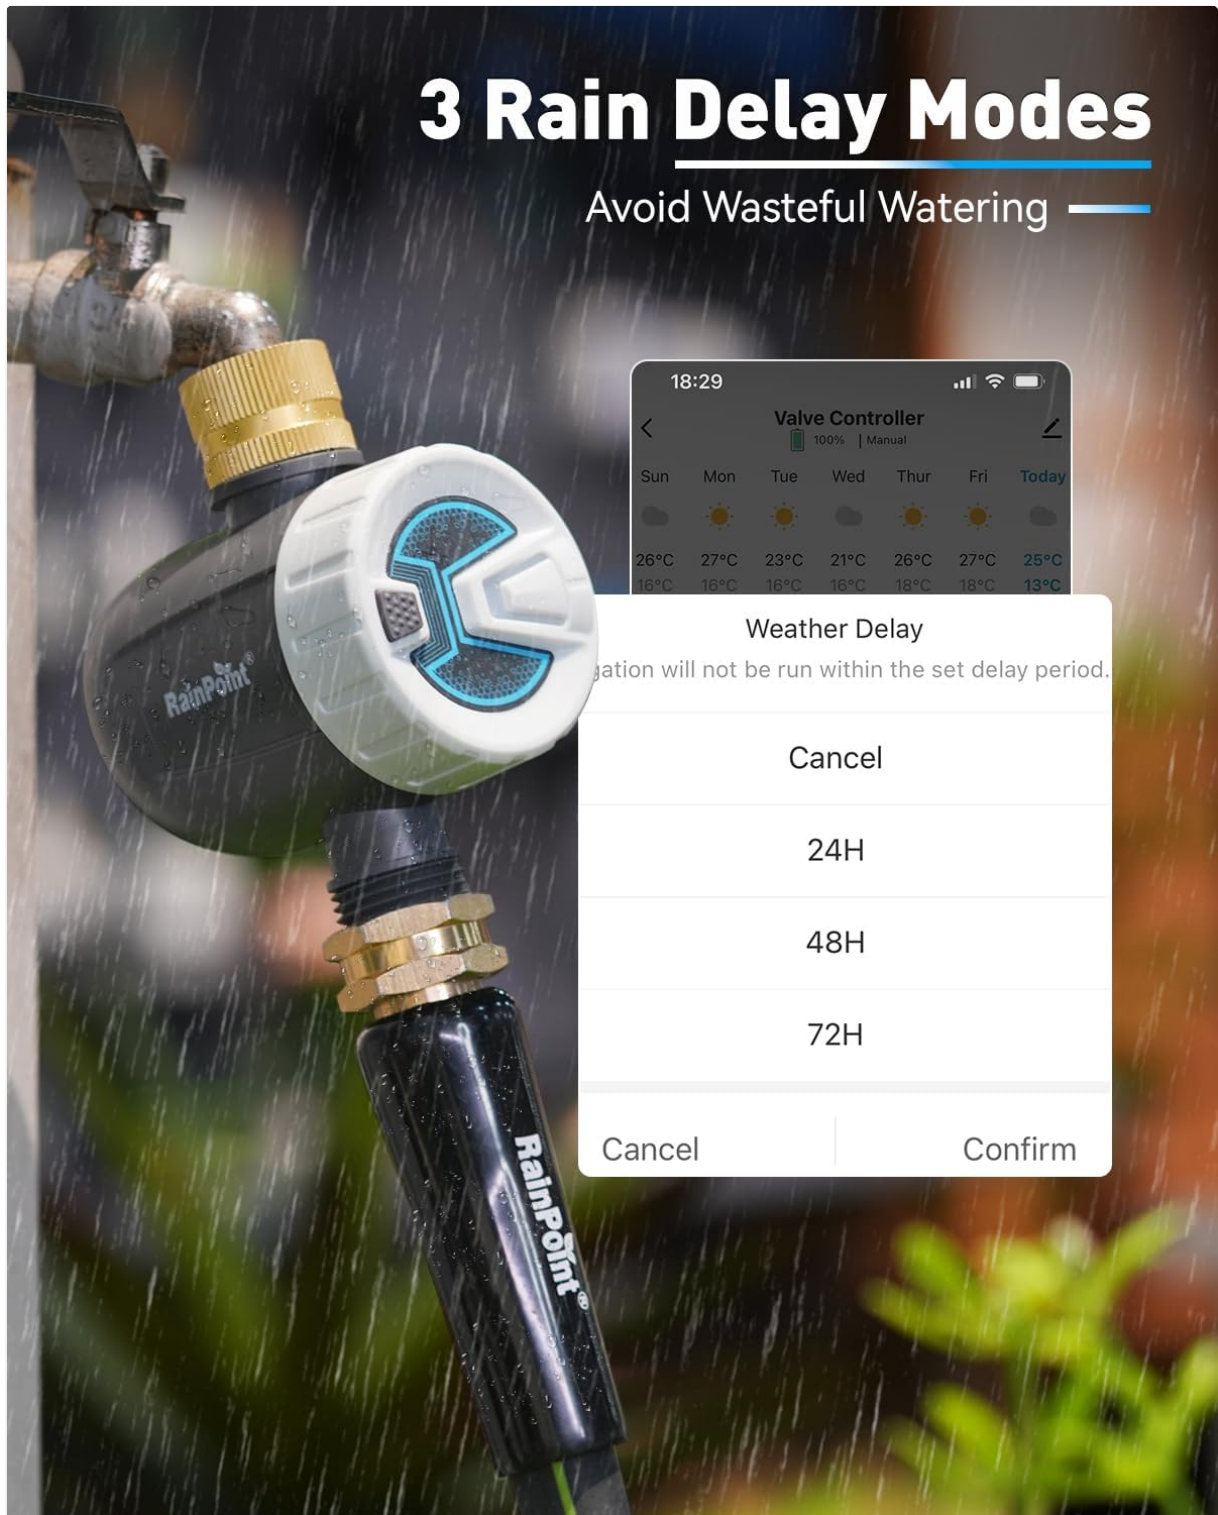 3 Rain Delay Modes
Avoid Wasteful Watering
18:29
Valve Controller
100% | Manual
Sun Mon Tue Wed Thur Fri Today
26°C 27°C 23°C 21°C 26°C 27°C 25°C
16°C 16°C 16°C 16°C 18°C 18°C 13°C
Weather Delay
gation will not be run within the set delay period.
Cancel
24H
48H
72H
Cancel Confirm
RainPoint®
RainPoint®